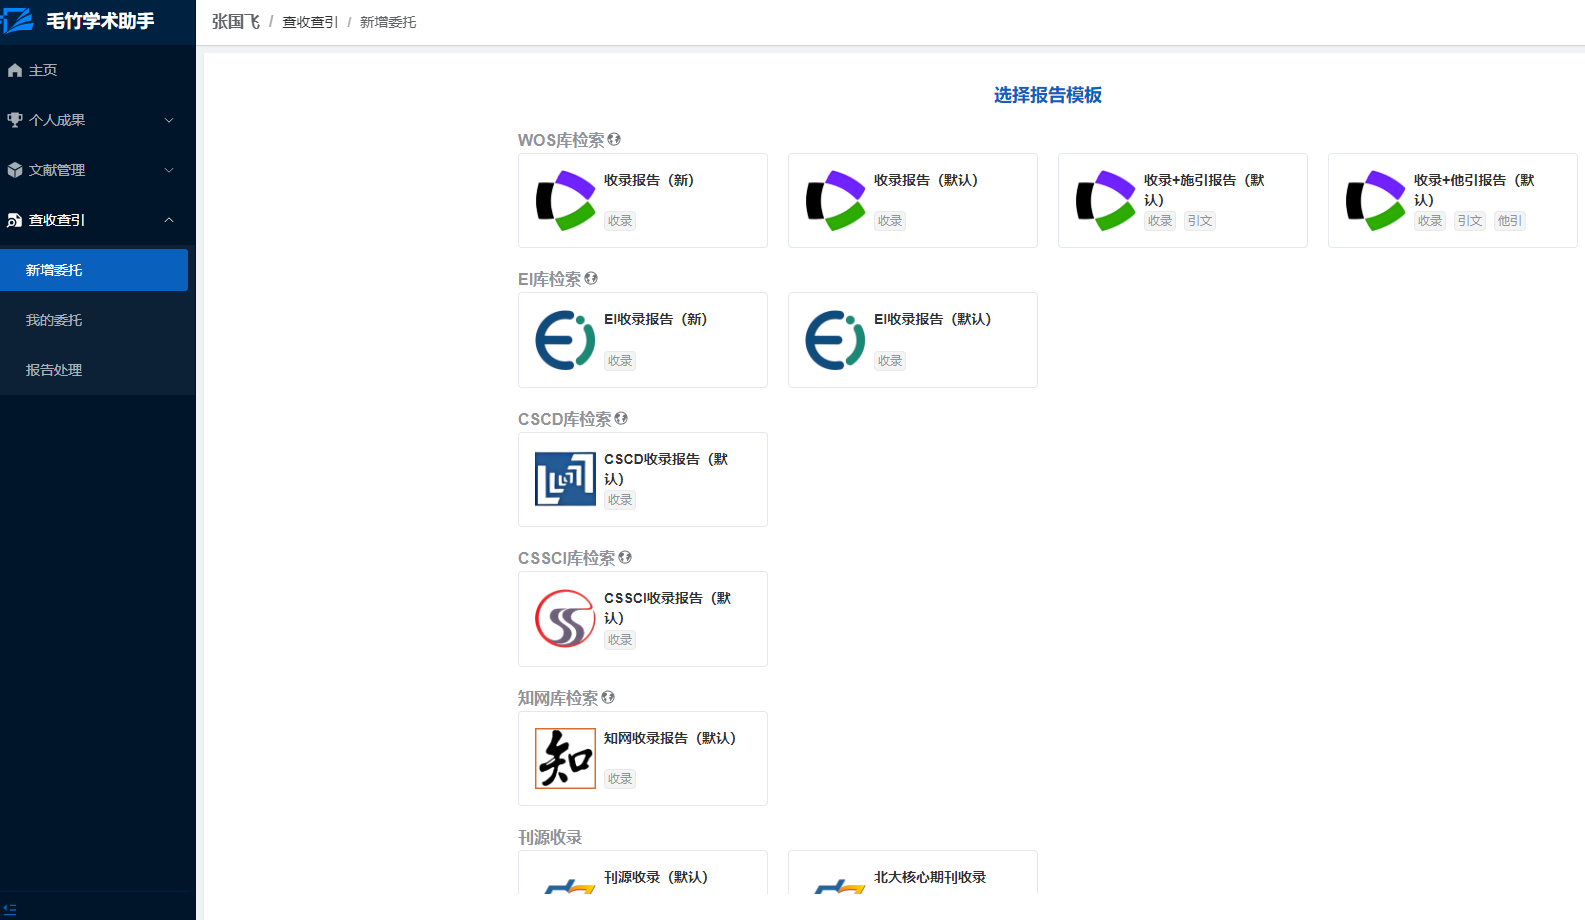 毛竹学术助手
张国飞 / 查收查引 / 新增委托
主页
个人成果
文献管理
查收查引
新增委托
我的委托
报告处理
选择报告模板
WOS库检索
收录报告（新）
收录
收录报告（默认）
收录
收录+施引报告（默
认）
收录 引文
收录+他引报告（默
认）
收录 引文 他引
EI库检索
EI收录报告（新）
收录
EI收录报告（默认）
收录
CSCD库检索
CSCD收录报告（默
认）
收录
CSSCI库检索
CSSCI收录报告（默
认）
收录
知网库检索
知
知网收录报告（默认）
收录
刊源收录
刊源收录（默认）
北大核心期刊收录